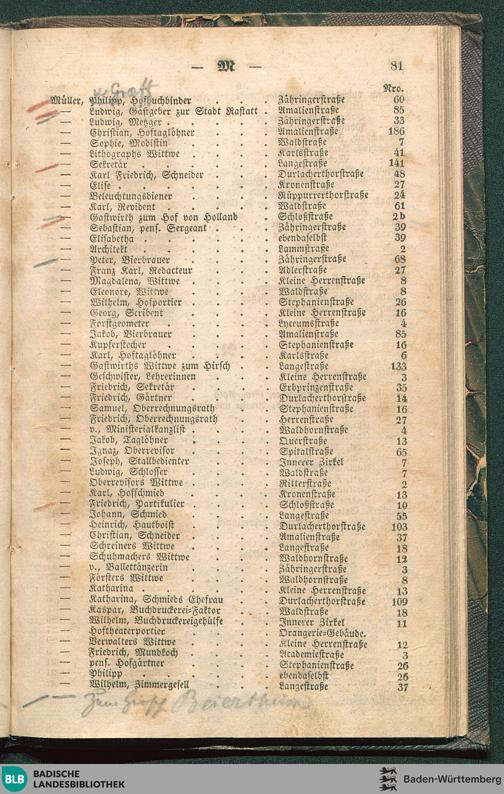 — M —
81
Nro.
Müller, Philipp, Hofbuchbinder . . . Zähringerstraße 60
— Ludwig, Gastgeber zur Stadt Rastatt . Amalienstraße 85
— Ludwig, Metzger . . . Zähringerstraße 33
— Christian, Hoftaglöhner . . . Amalienstraße 186
— Sophie, Modistin . . . Waldstraße 7
— Lithographs Wittwe . . . Karlsstraße 41
— Sekretär . . . Langestraße 141
— Karl Friedrich, Schneider . . . Durlacherthorstraße 48
— Elise . . . Kronenstraße 27
— Beleuchtungsdiener . . . Rüppurrerthorstraße 24
— Karl, Revident . . . Waldstraße 61
— Gastwirth zum Hof von Holland . . . Schloßstraße 2b
— Sebastian, pens. Sergeant . . . Zähringerstraße 39
— Elisabetha . . . ebendaselbst 39
— Architekt . . . Lammstraße 2
— Peter, Bierbrauer . . . Zähringerstraße 68
— Franz Karl, Redacteur . . . Adlerstraße 27
— Magdalena, Wittwe . . . Kleine Herrenstraße 8
— Eleonore, Wittwe . . . Waldstraße 8
— Wilhelm, Hofportier . . . Stephanienstraße 26
— Georg, Scribent . . . Kleine Herrenstraße 16
— Forstgeometer . . . Lyceumsstraße 4
— Jakob, Bierbrauer . . . Amalienstraße 85
— Kupferstecher . . . Stephanienstraße 16
— Karl, Hoftaglöhner . . . Karlsstraße 6
— Gastwirths Wittwe zum Hirsch . . . Langestraße 133
— Geschwister, Lehrerinnen . . . Kleine Herrenstraße 3
— Friedrich, Sekretär . . . Erbprinzenstraße 35
— Friedrich, Gärtner . . . Durlacherthorstraße 14
— Samuel, Oberrechnungsrath . . . Stephanienstraße 16
— Friedrich, Oberrechnungsrath . . . Herrenstraße 27
— v., Ministerialkanzlist . . . Waldhornstraße 4
— Jakob, Taglöhner . . . Querstraße 13
— Ignaz, Oberrevisor . . . Spitalstraße 65
— Joseph, Stallbedienter . . . Innerer Zirkel 7
— Ludwig, Schlosser . . . Waldstraße 7
— Oberrevisors Wittwe . . . Ritterstraße 2
— Karl, Hofschmied . . . Kronenstraße 13
— Friedrich, Partikulier . . . Schloßstraße 10
— Johann, Schmied . . . Langestraße 55
— Heinrich, Hautboist . . . Durlacherthorstraße 103
— Christian, Schneider . . . Amalienstraße 37
— Schreiners Wittwe . . . Langestraße 18
— Schuhmachers Wittwe . . . Waldhornstraße 12
— v., Ballettänzerin . . . Zähringerstraße 3
— Försters Wittwe . . . Waldhornstraße 8
— Katharina . . . Kleine Herrenstraße 13
— Katharina, Schmieds Ehefrau . . . Durlacherthorstraße 109
— Kaspar, Buchdruckerei-Faktor . . . Waldstraße 18
— Wilhelm, Buchdruckereigehülfe . . . Innerer Zirkel 11
— Hoftheaterportier . . . Orangerie-Gebäude.
— Verwalters Wittwe . . . Kleine Herrenstraße 12
— Friedrich, Mundkoch . . . Academiestraße 3
— pens. Hofgärtner . . . Stephanienstraße 26
— Philipp . . . ebendaselbst 26
— Wilhelm, Zimmergesell . . . Langestraße 37
Beiertheim
BLB BADISCHE
LANDESBIBLIOTHEK
Baden-Württemberg